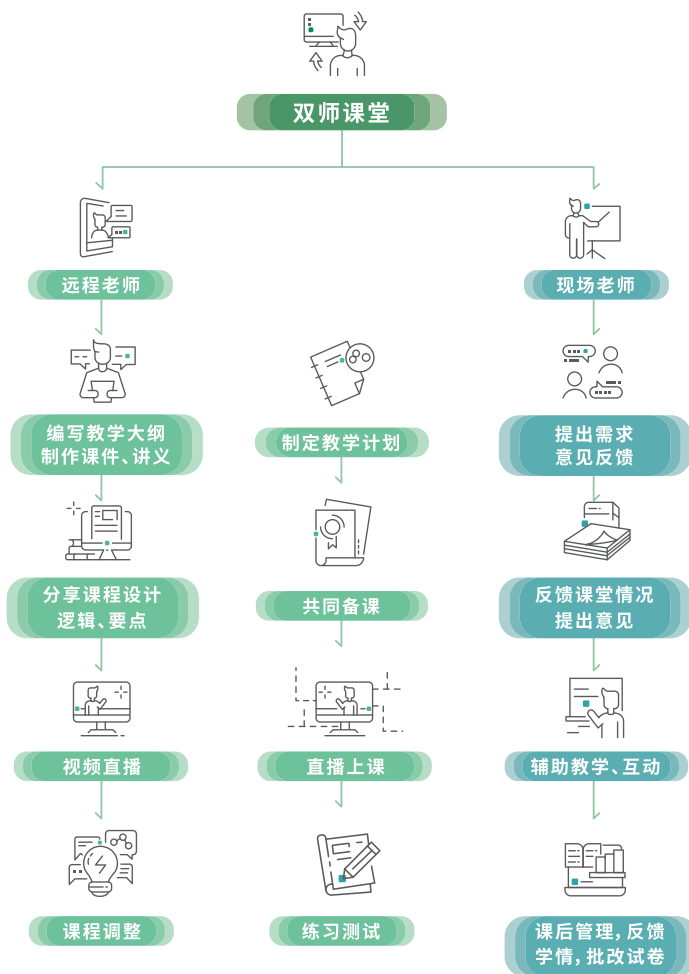 双师课堂
远程老师
现场老师
编写教学大纲
制作课件、讲义
制定教学计划
提出需求
意见反馈
分享课程设计
逻辑、要点
共同备课
反馈课堂情况
提出意见
视频直播
直播上课
辅助教学、互动
课程调整
练习测试
课后管理，反馈
学情，批改试卷